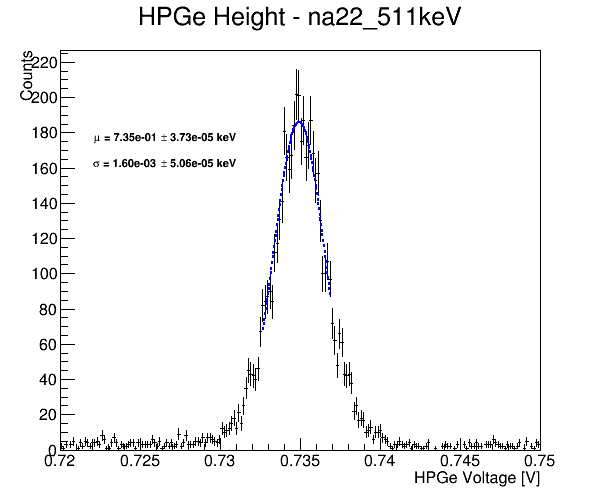 HPGe Height - na22_511keV
Counts
220
200
180
160
140
120
100
80
60
40
20
0
μ = 7.35e-01 ± 3.73e-05 keV
σ = 1.60e-03 ± 5.06e-05 keV
0.72 0.725 0.73 0.735 0.74 0.745 0.75
HPGe Voltage [V]